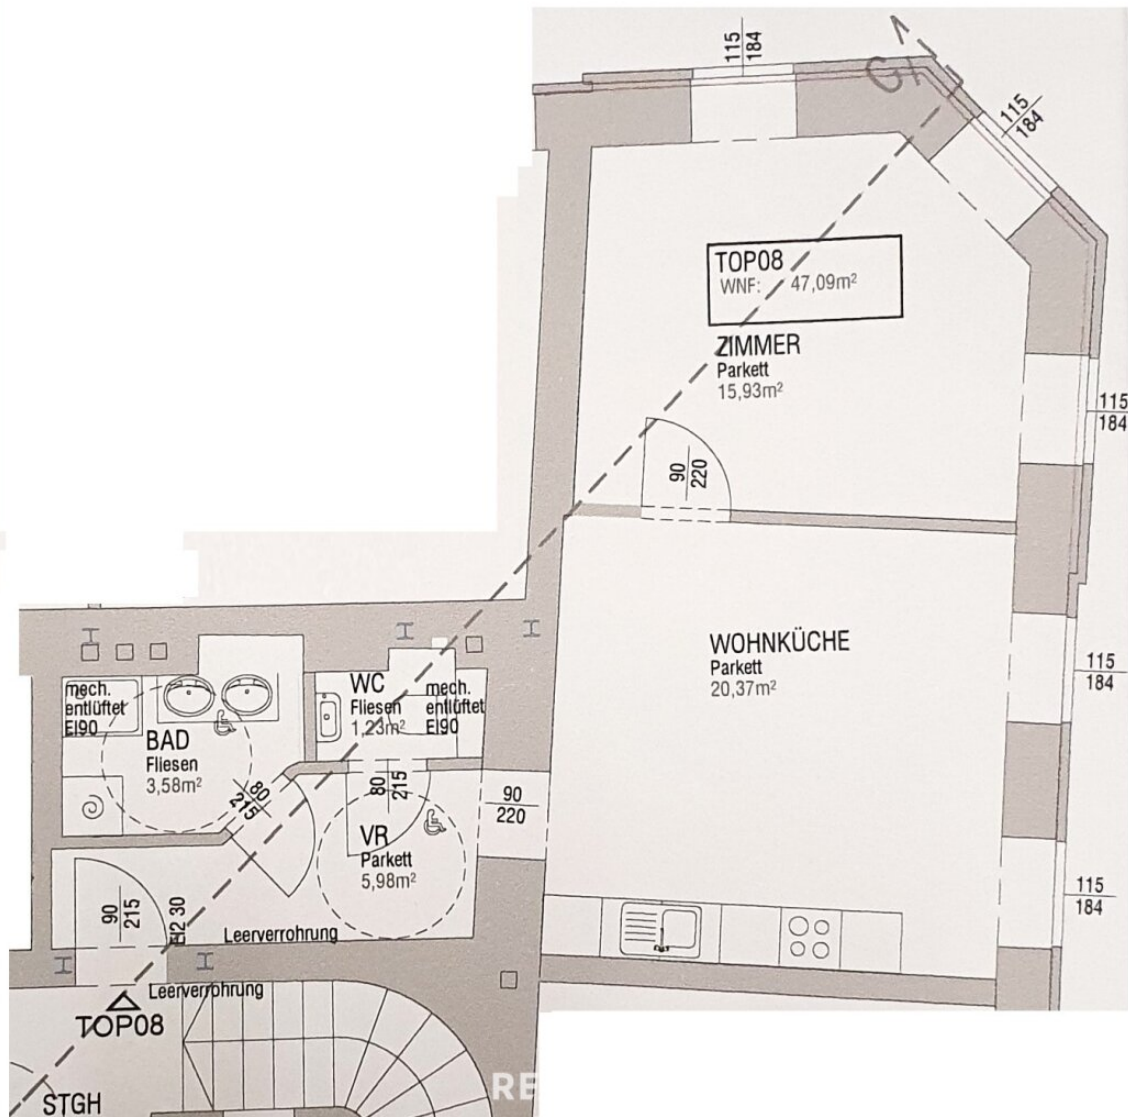 115
184
G1
115
184
TOP08
WNF: 47,09m²
ZIMMER
Parkett
15,93m²
115
184
90
220
WOHNKÜCHE
Parkett
20,37m²
115
184
mech.
entlüftet
EI90
WC
Fliesen
1,23m²
mech.
entlüftet
EI90
BAD
Fliesen
3,58m²
80
215
80
215
90
220
VR
Parkett
5,98m²
115
184
90
215
EI2 30
Leerverrohrung
Leerverrohrung
TOP08
STGH
RE